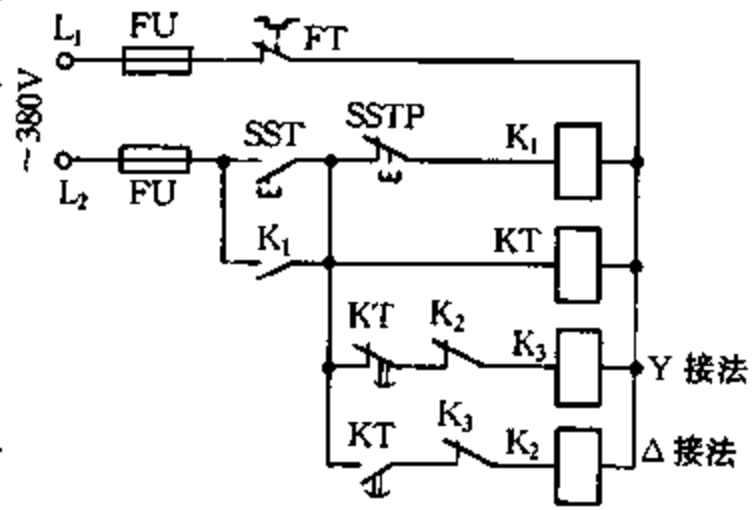 L₁
FU
FT
~380V
SST
SSTP
K₁
L₂
FU
K₁
KT
KT
K₂
K₃
Y 接法
KT
K₃
K₂
Δ 接法